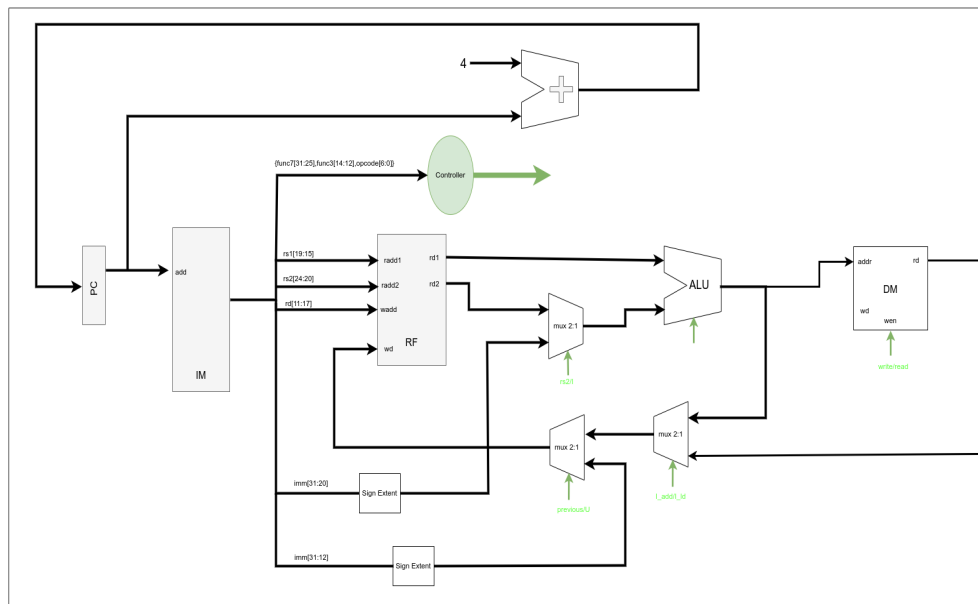 4
{func7[31:25],func3[14:12],opcode[6:0]}
Controller
PC
add
IM
rs1[19:15]
rs2[24:20]
rd[11:17]
radd1
radd2
wadd
wd
rd1
rd2
RF
mux 2:1
rs2/I
ALU
addr
rd
DM
wd
wen
write/read
mux 2:1
previous/U
mux 2:1
I_add/I_ld
imm[31:20]
Sign Extent
imm[31:12]
Sign Extent